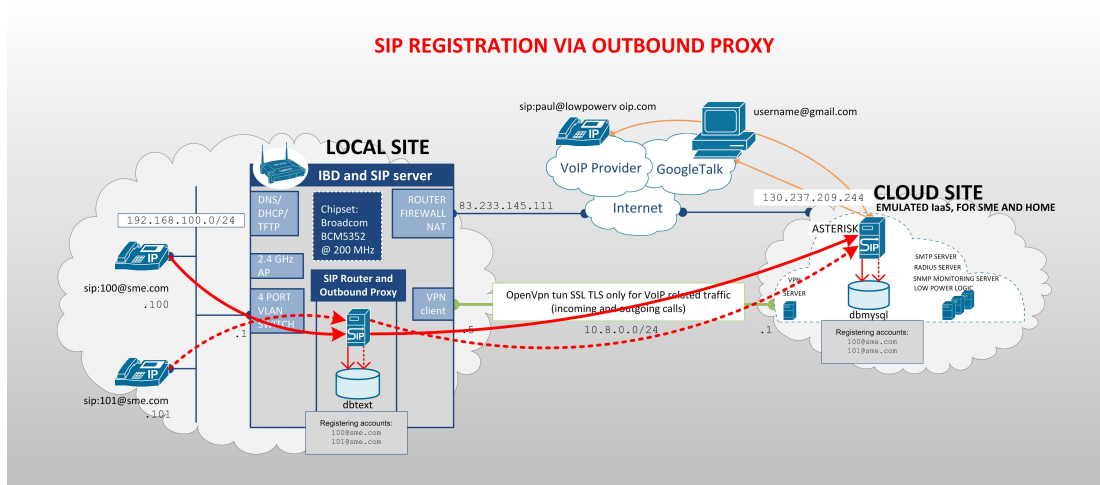 SIP REGISTRATION VIA OUTBOUND PROXY
sip:paul@lowpowerv oip.com
username@gmail.com
IP
VoIP Provider
GoogleTalk
Internet
LOCAL SITE
IBD and SIP server
DNS/
DHCP/
TFTP
Chipset:
Broadcom
BCM5352
@ 200 MHz
ROUTER
FIREWALL
NAT
83.233.145.111
192.168.100.0/24
IP
sip:100@sme.com
.100
2.4 GHz
AP
4 PORT
VLAN
SWITCH
.1
SIP Router and
Outbound Proxy
VPN
client
.5
SIP
IP
sip:101@sme.com
.101
dbtext
Registering accounts:
100@sme.com
101@sme.com
OpenVpn tun SSL TLS only for VoIP related traffic
(incoming and outgoing calls)
10.8.0.0/24
.1
130.237.209.244
CLOUD SITE
EMULATED IaaS, FOR SME AND HOME
ASTERISK
SIP
SMTP SERVER
RADIUS SERVER
SNMP MONITORING SERVER
LOW POWER LOGIC
VPN
SERVER
dbmysql
Registering accounts:
100@sme.com
101@sme.com